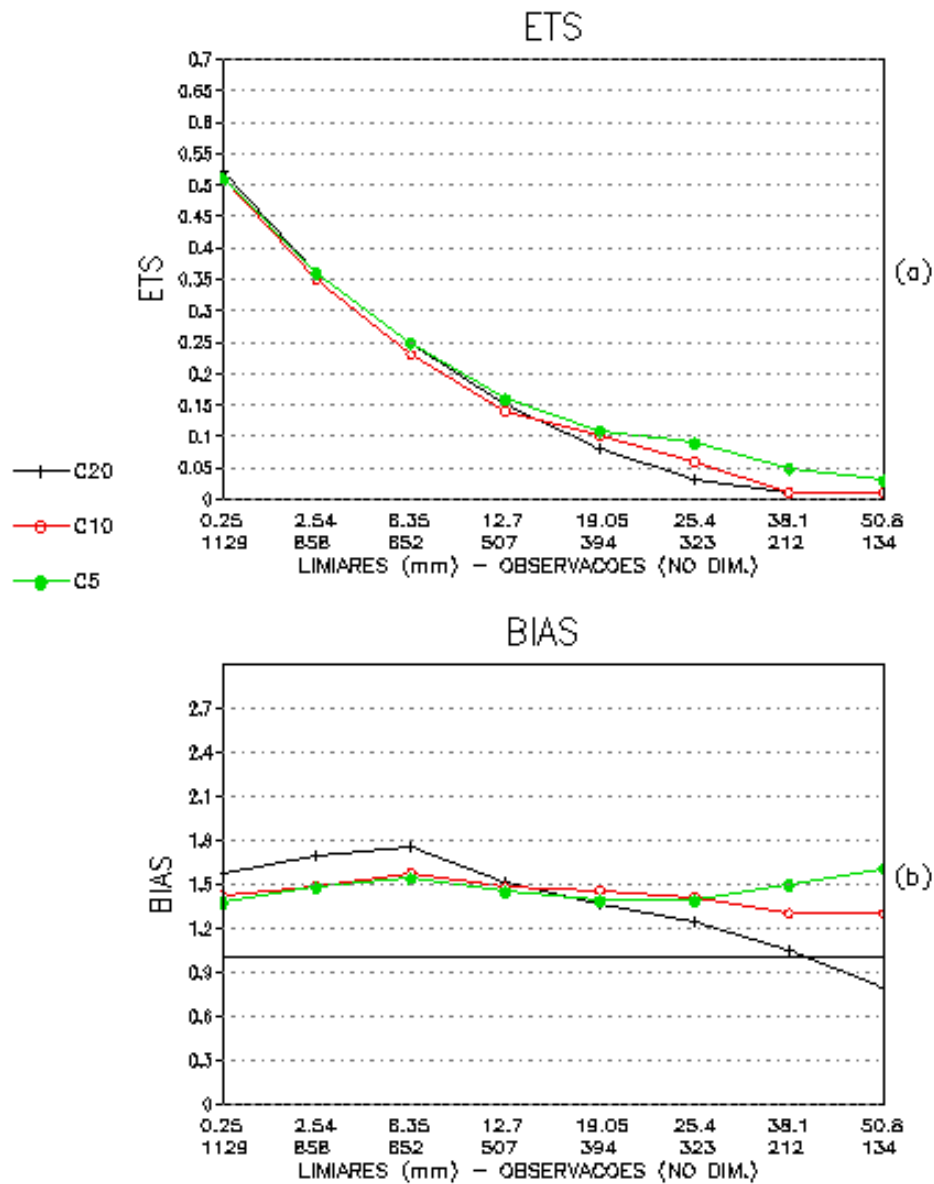 ETS
0.7
0.65
0.6
0.55
0.5
0.45
0.4
0.35
0.3
0.25
0.2
0.15
0.1
0.05
0
ETS
(a)
C20
C10
C5
0.25 2.54 6.35 12.7 19.05 25.4 38.1 50.8
1129 858 652 507 394 323 212 134
LIMIARES (mm) – OBSERVACOES (NO DIM.)
BIAS
2.7
2.4
2.1
1.8
1.5
1.2
0.9
0.6
0.3
0
BIAS
(b)
0.25 2.54 6.35 12.7 19.05 25.4 38.1 50.8
1129 858 652 507 394 323 212 134
LIMIARES (mm) – OBSERVACOES (NO DIM.)